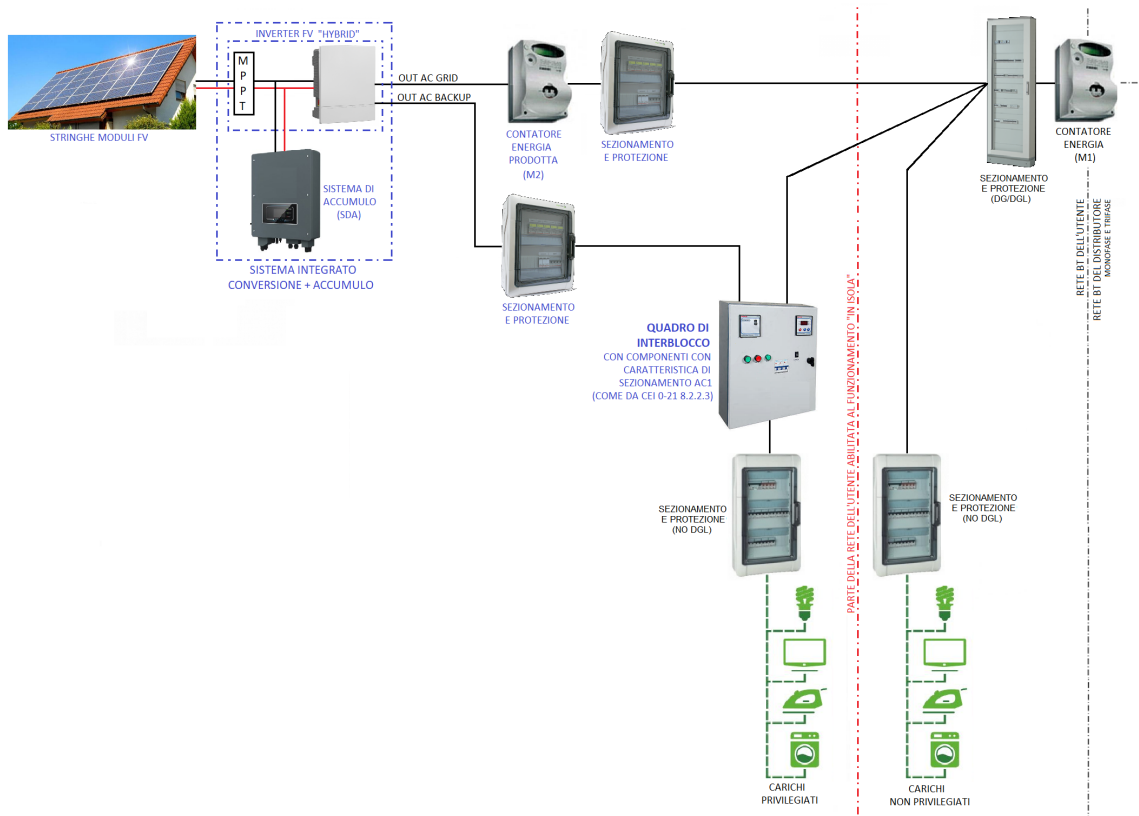 INVERTER FV "HYBRID"
M
P
P
T
STRINGHE MODULI FV
SISTEMA DI
ACCUMULO
(SDA)
SISTEMA INTEGRATO
CONVERSIONE + ACCUMULO
OUT AC GRID
OUT AC BACKUP
CONTATORE
ENERGIA
PRODOTTA
(M2)
SEZIONAMENTO
E PROTEZIONE
SEZIONAMENTO
E PROTEZIONE
SEZIONAMENTO
E PROTEZIONE
(DG/DGL)
CONTATORE
ENERGIA
(M1)
RETE BT DELL'UTENTE
RETE BT DEL DISTRIBUTORE
MONOFASE E TRIFASE
QUADRO DI
INTERBLOCCO
CON COMPONENTI CON
CARATTERISTICA DI
SEZIONAMENTO AC1
(COME DA CEI 0-21 8.2.2.3)
PARTE DELLA RETE DELL'UTENTE ABILITATA AL FUNZIONAMENTO "IN ISOLA"
SEZIONAMENTO
E PROTEZIONE
(NO DGL)
SEZIONAMENTO
E PROTEZIONE
(NO DGL)
CARICHI
PRIVILEGIATI
CARICHI
NON PRIVILEGIATI